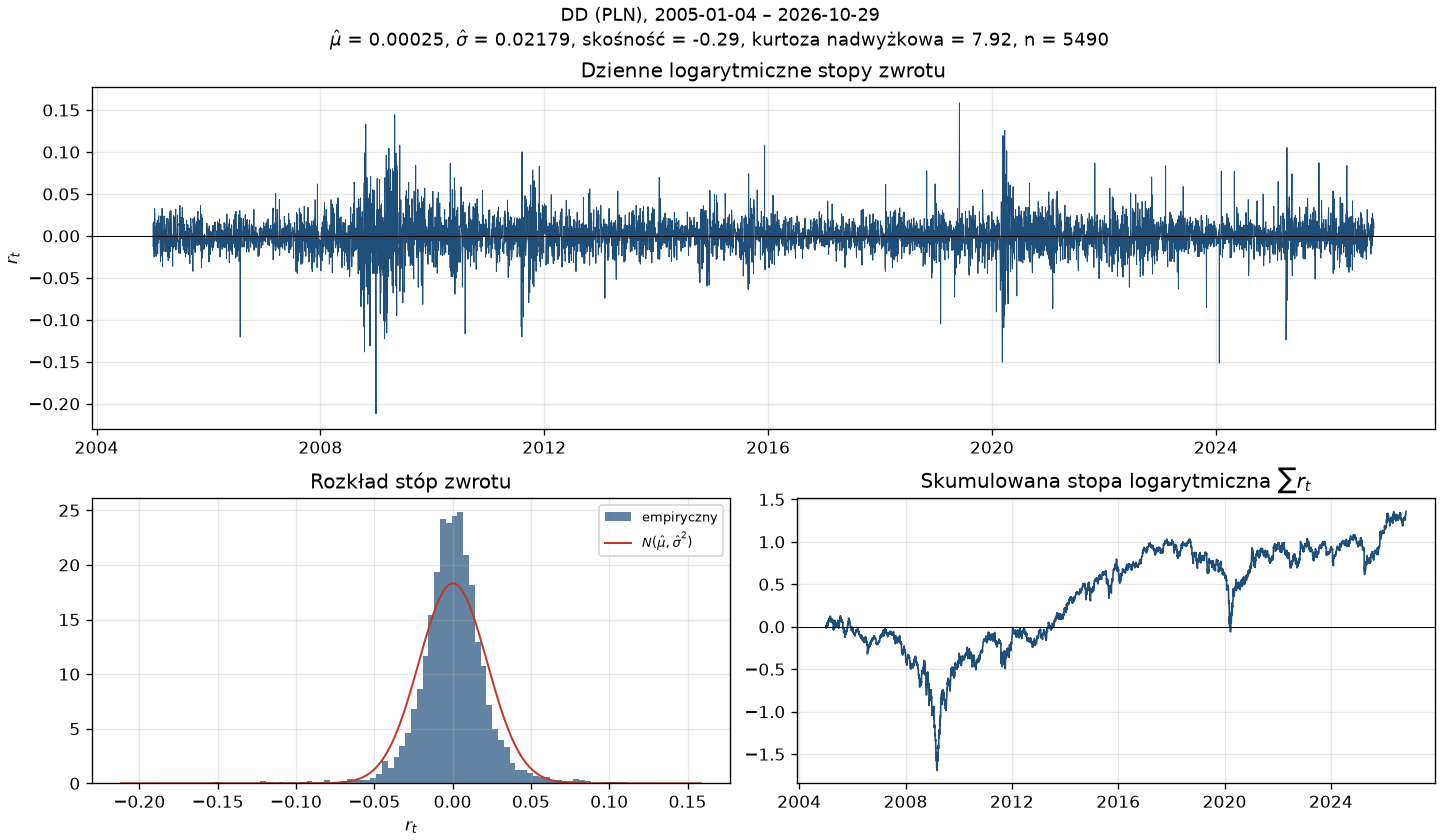 DD (PLN), 2005-01-04 – 2026-10-29
μ̂ = 0.00025, σ̂ = 0.02179, skośność = -0.29, kurtoza nadwyżkowa = 7.92, n = 5490
Dzienne logarytmiczne stopy zwrotu
0.15
0.10
0.05
0.00
−0.05
−0.10
−0.15
−0.20
r_t
2004 2008 2012 2016 2020 2024
Rozkład stóp zwrotu
25
20
15
10
5
0
empiryczny
N(μ̂, σ̂²)
−0.20 −0.15 −0.10 −0.05 0.00 0.05 0.10 0.15
r_t
Skumulowana stopa logarytmiczna ∑r_t
1.5
1.0
0.5
0.0
−0.5
−1.0
−1.5
2004 2008 2012 2016 2020 2024